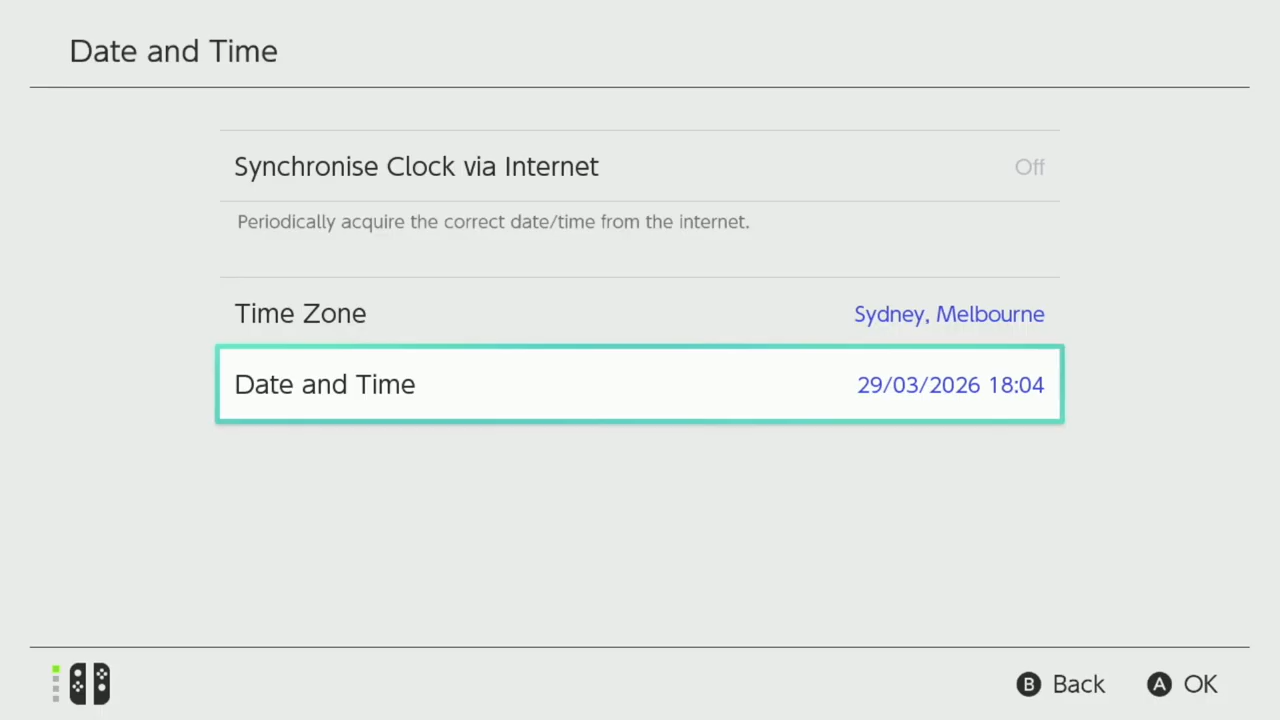 Date and Time
Synchronise Clock via Internet Off
Periodically acquire the correct date/time from the internet.
Time Zone Sydney, Melbourne
Date and Time 29/03/2026 18:04
B Back A OK